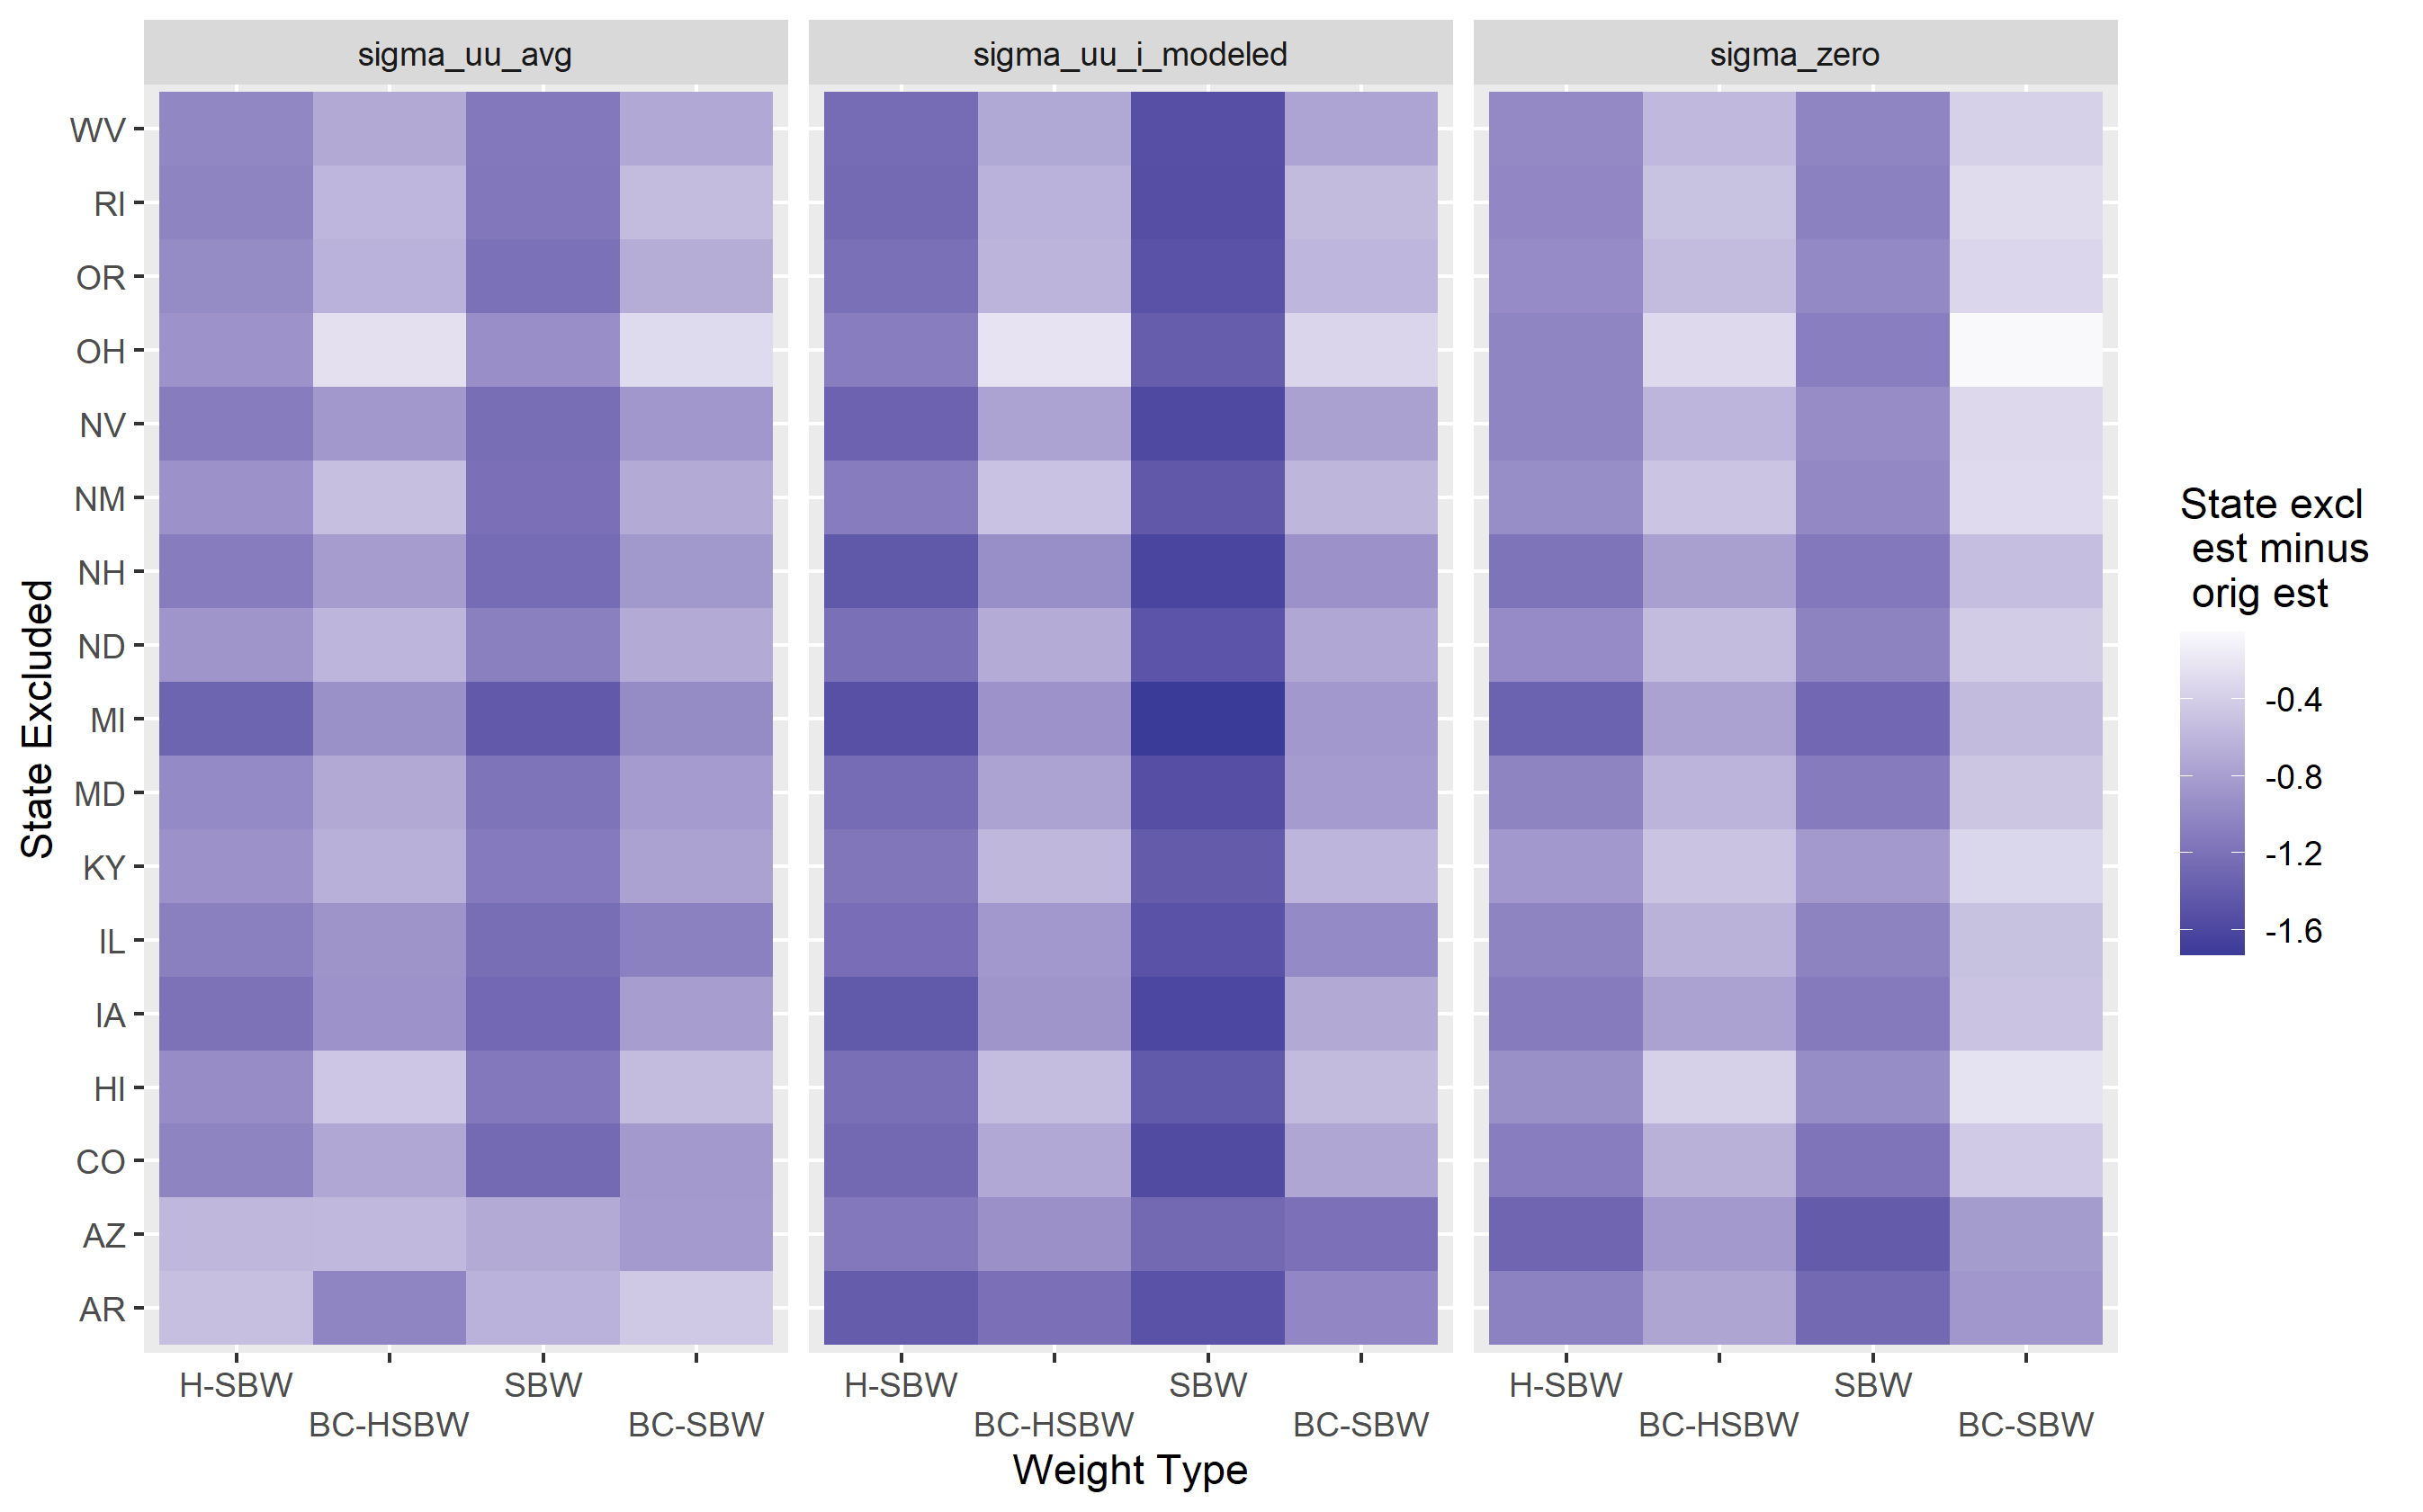 sigma_uu_avg
sigma_uu_i_modeled
sigma_zero
State Excluded
WV
RI
OR
OH
NV
NM
NH
ND
MI
MD
KY
IL
IA
HI
CO
AZ
AR
H-SBW
BC-HSBW
SBW
BC-SBW
H-SBW
BC-HSBW
SBW
BC-SBW
H-SBW
BC-HSBW
SBW
BC-SBW
Weight Type
State excl
est minus
orig est
-0.4
-0.8
-1.2
-1.6